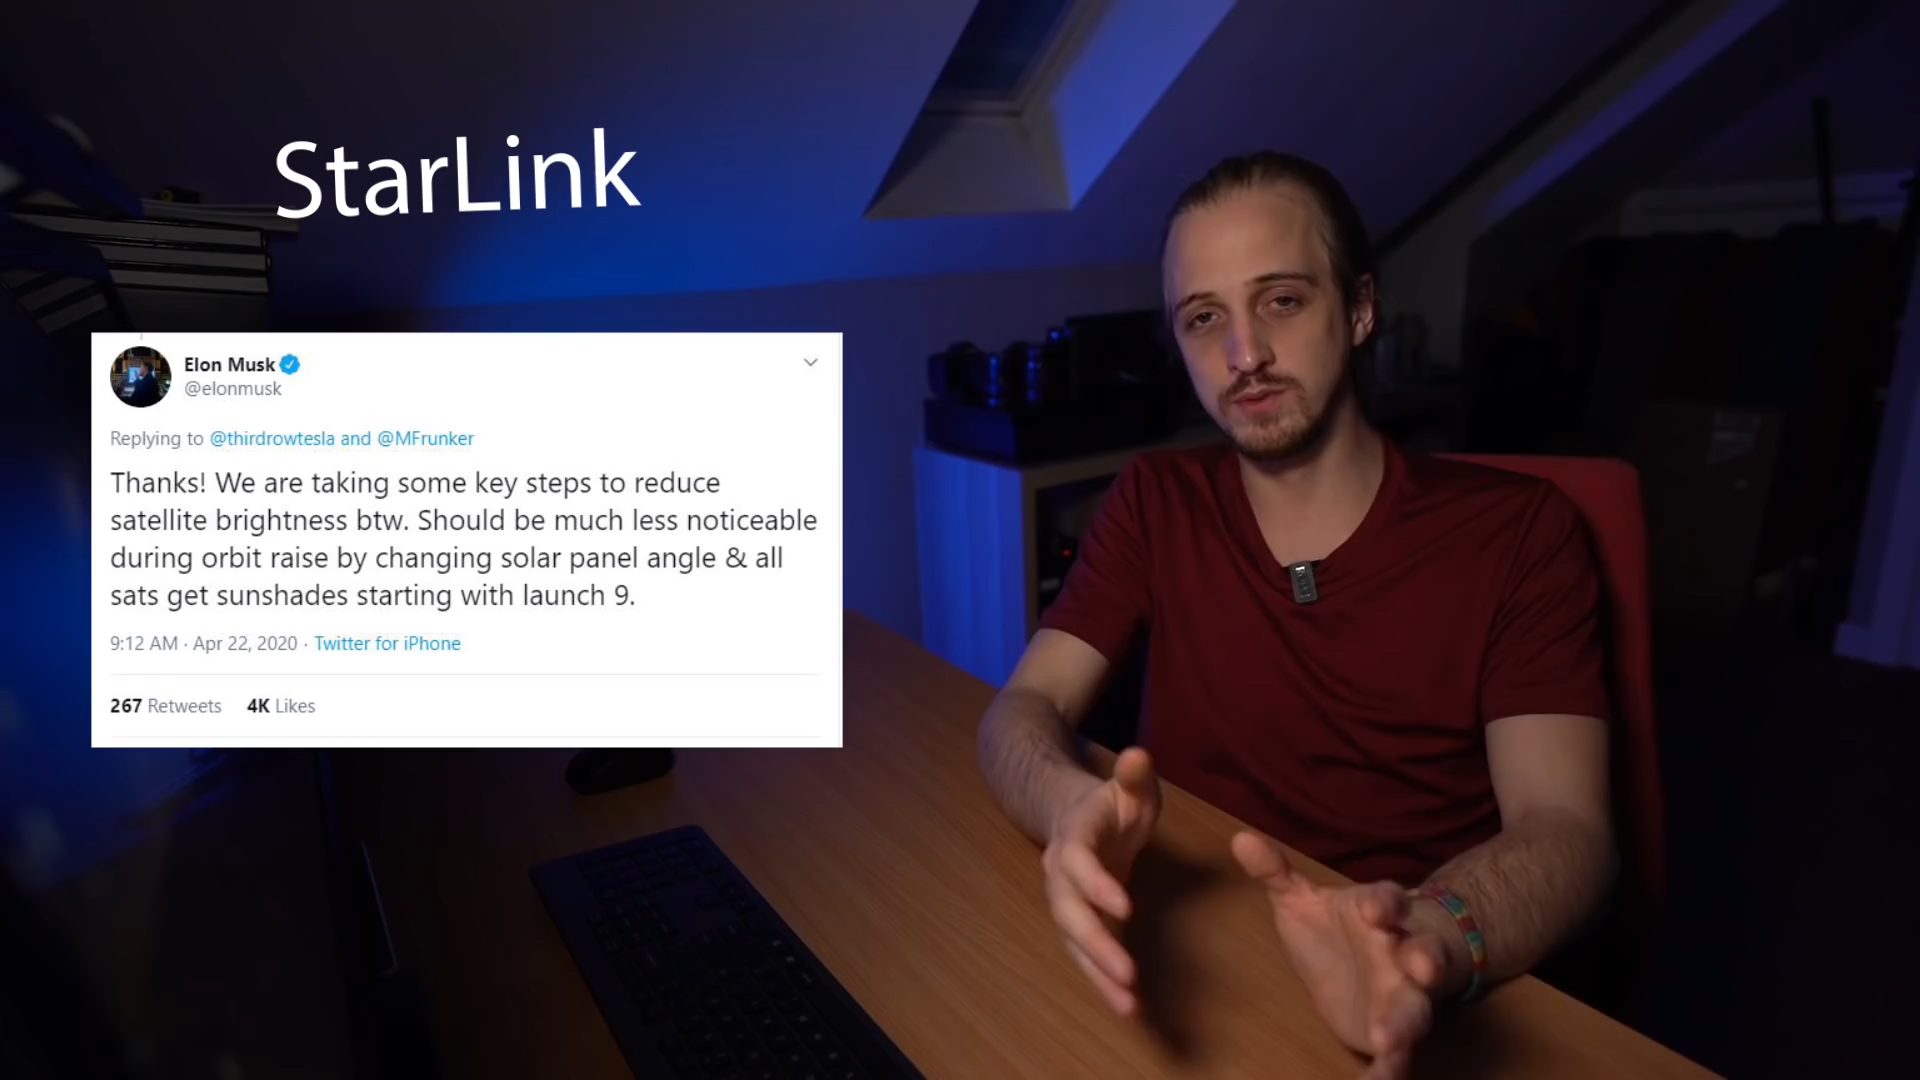 StarLink
Elon Musk
@elonmusk
Replying to @thirdrowtesla and @MFrunker
Thanks! We are taking some key steps to reduce
satellite brightness btw. Should be much less noticeable
during orbit raise by changing solar panel angle & all
sats get sunshades starting with launch 9.
9:12 AM · Apr 22, 2020 · Twitter for iPhone
267 Retweets 4K Likes